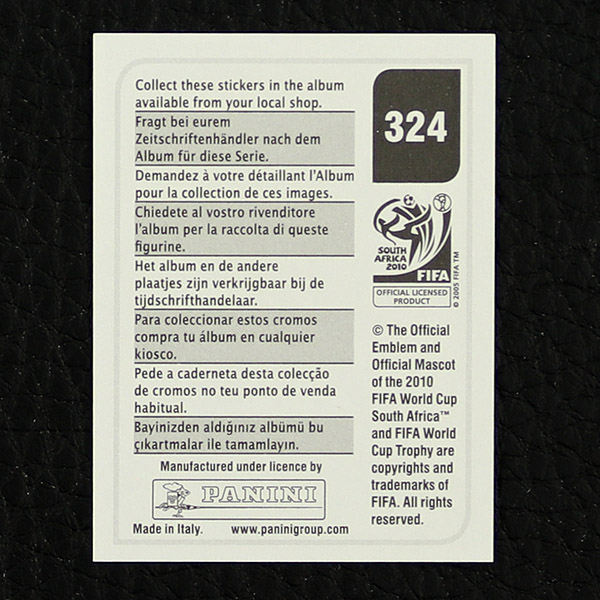 Collect these stickers in the album
available from your local shop.
Fragt bei eurem
Zeitschriftenhändler nach dem
Album für diese Serie.
Demandez à votre détaillant l'Album
pour la collection de ces images.
Chiedete al vostro rivenditore
l'album per la raccolta di queste
figurine.
Het album en de andere
plaatjes zijn verkrijgbaar bij de
tijdschrifthandelaar.
Para coleccionar estos cromos
compra tu álbum en cualquier
kiosco.
Pede a caderneta desta colecção
de cromos no teu ponto de venda
habitual.
Bayinizden aldığınız albümü bu
çıkartmalar ile tamamlayın.
Manufactured under licence by
PANINI
Made in Italy. www.paninigroup.com
324
SOUTH
AFRICA
2010
FIFA
OFFICIAL LICENSED
PRODUCT
© 2005 FIFA TM
© The Official
Emblem and
Official Mascot
of the 2010
FIFA World Cup
South Africa™
and FIFA World
Cup Trophy are
copyrights and
trademarks of
FIFA. All rights
reserved.